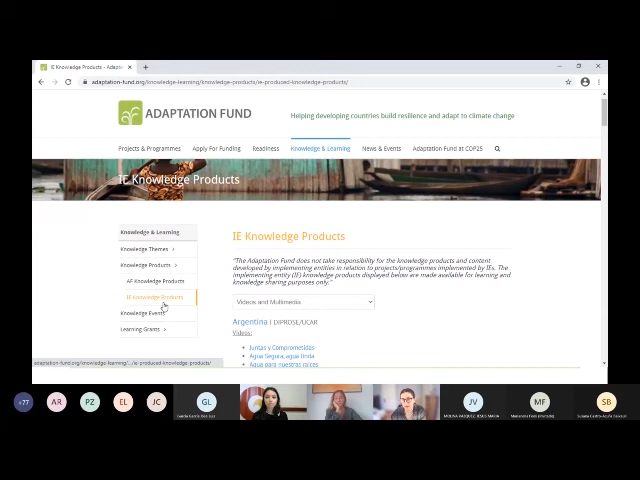 IE Knowledge Products - Adapta
adaptation-fund.org/knowledge-learning/knowledge-products/ie-produced-knowledge-products/
ADAPTATION FUND
Helping developing countries build resilience and adapt to climate change
Projects & Programmes Apply For Funding Readiness Knowledge & Learning News & Events Adaptation Fund at COP25
IE Knowledge Products
Knowledge & Learning
Knowledge Themes >
Knowledge Products >
AF Knowledge Products
IE Knowledge Products
Knowledge Events
Learning Grants >
IE Knowledge Products
"The Adaptation Fund does not take responsibility for the knowledge products and content
developed by implementing entities in relation to projects/programmes implemented by IEs. The
implementing entity (IE) knowledge products displayed below are made available for learning and
knowledge sharing purposes only."
Videos and Multimedia
Argentina | DIPROSE/UCAR
Videos:
Juntas y Comprometidas
Agua Segura, agua linda
Agua para nuestras raíces
adaptation-fund.org/knowledge-learning/.../ie-produced-knowledge-products/
+77 AR PZ EL JC GL JV MF SB
MOLINA VAZQUEZ, JESUS MARIA